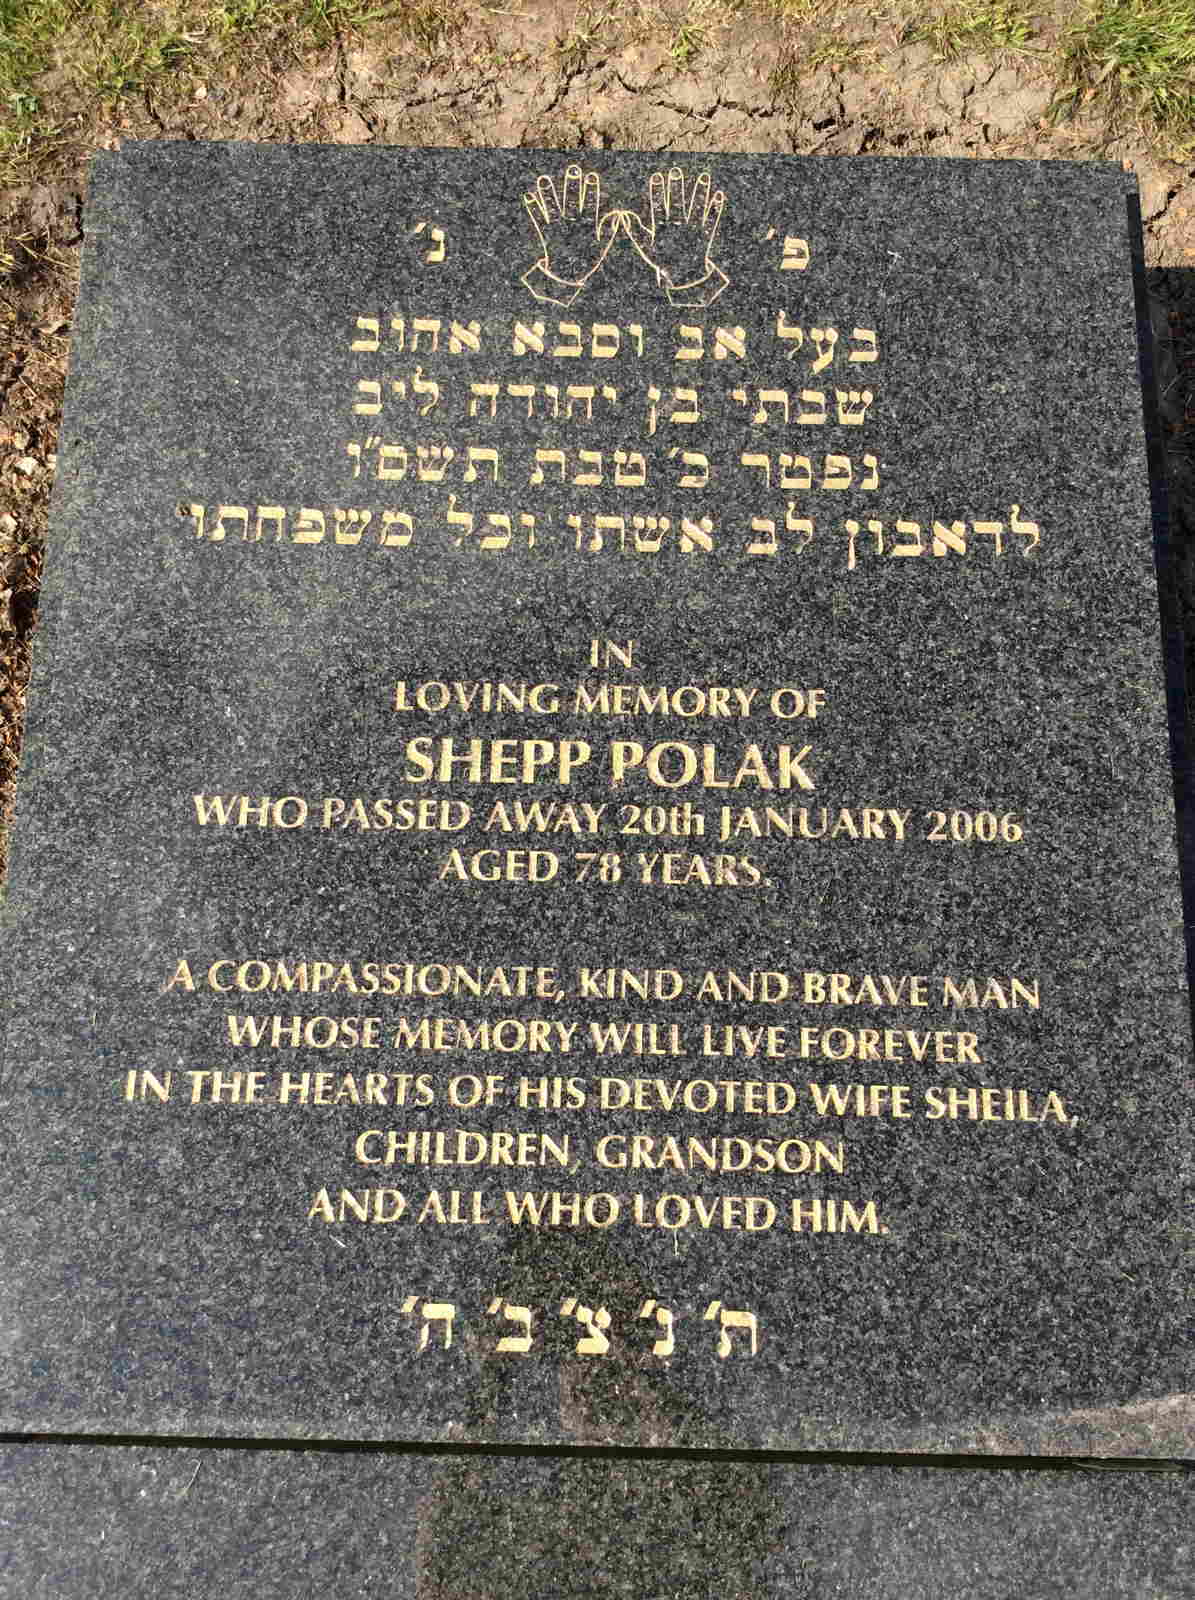 פ׳ נ׳
בעל אב וסבא אהוב
שבתי בן יהודה ליב
נפטר כ׳ טבת תשס״ו
לדאבון לב אשתו וכל משפחתו
IN
LOVING MEMORY OF
SHEPP POLAK
WHO PASSED AWAY 20th JANUARY 2006
AGED 78 YEARS.
A COMPASSIONATE, KIND AND BRAVE MAN
WHOSE MEMORY WILL LIVE FOREVER
IN THE HEARTS OF HIS DEVOTED WIFE SHEILA,
CHILDREN, GRANDSON
AND ALL WHO LOVED HIM.
ת׳ נ׳ צ׳ ב׳ ה׳